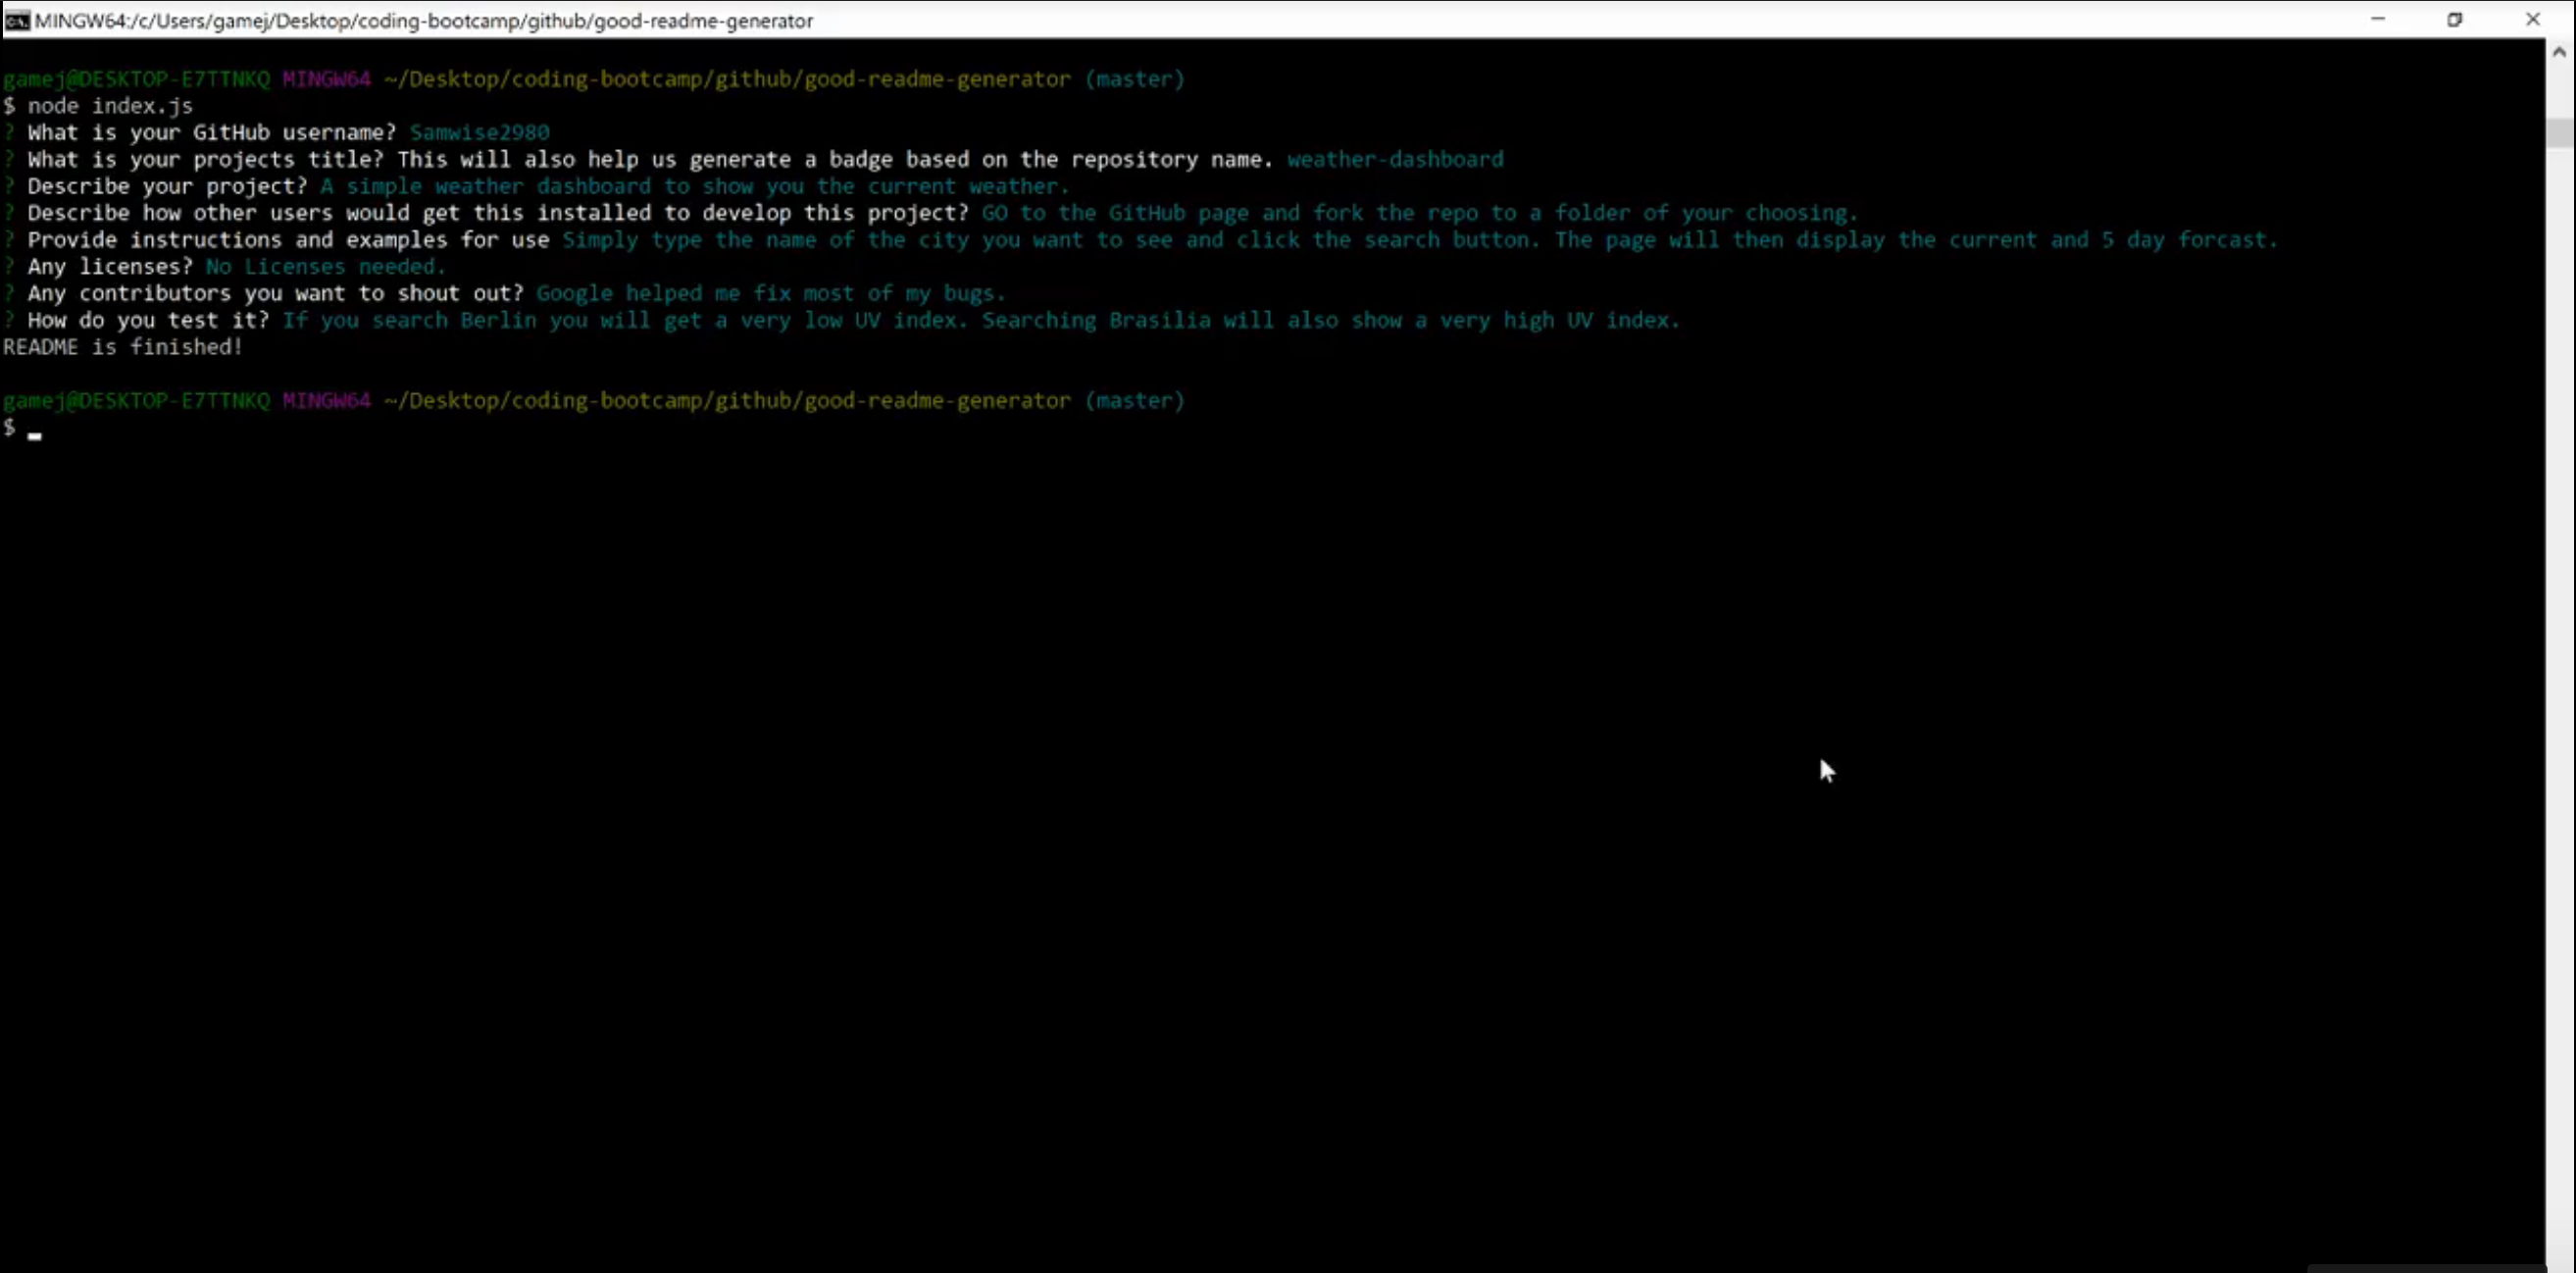 MINGW64:/c/Users/gamej/Desktop/coding-bootcamp/github/good-readme-generator
gamej@DESKTOP-E7TTNKQ MINGW64 ~/Desktop/coding-bootcamp/github/good-readme-generator (master)
$ node index.js
? What is your GitHub username? Samwise2980
? What is your projects title? This will also help us generate a badge based on the repository name. weather-dashboard
? Describe your project? A simple weather dashboard to show you the current weather.
? Describe how other users would get this installed to develop this project? GO to the GitHub page and fork the repo to a folder of your choosing.
? Provide instructions and examples for use Simply type the name of the city you want to see and click the search button. The page will then display the current and 5 day forcast.
? Any licenses? No Licenses needed.
? Any contributors you want to shout out? Google helped me fix most of my bugs.
? How do you test it? If you search Berlin you will get a very low UV index. Searching Brasilia will also show a very high UV index.
README is finished!
gamej@DESKTOP-E7TTNKQ MINGW64 ~/Desktop/coding-bootcamp/github/good-readme-generator (master)
$